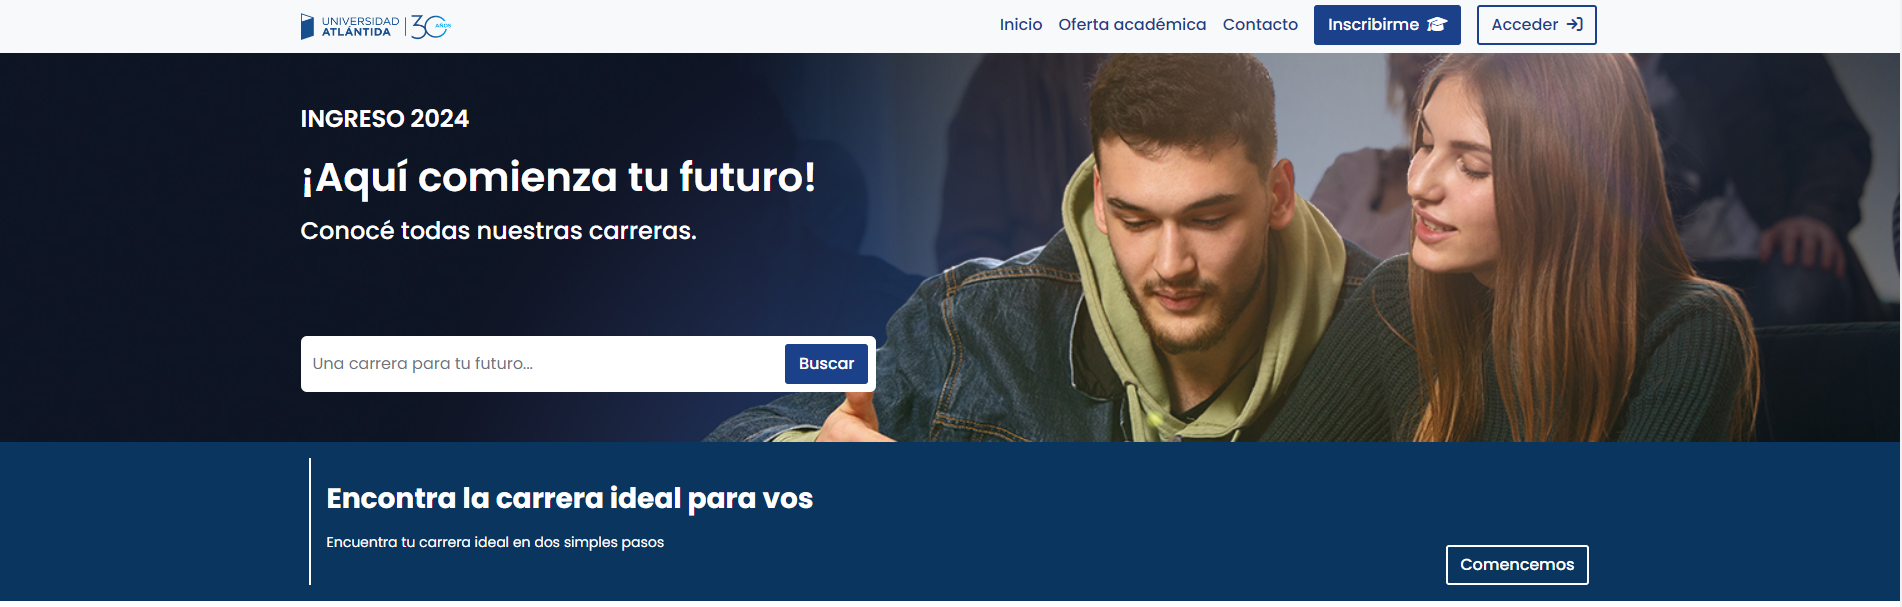 UNIVERSIDAD
ATLÁNTIDA
30 AÑOS
Inicio
Oferta académica
Contacto
Inscribirme
Acceder
INGRESO 2024
¡Aquí comienza tu futuro!
Conocé todas nuestras carreras.
Una carrera para tu futuro...
Buscar
Encontra la carrera ideal para vos
Encuentra tu carrera ideal en dos simples pasos
Comencemos